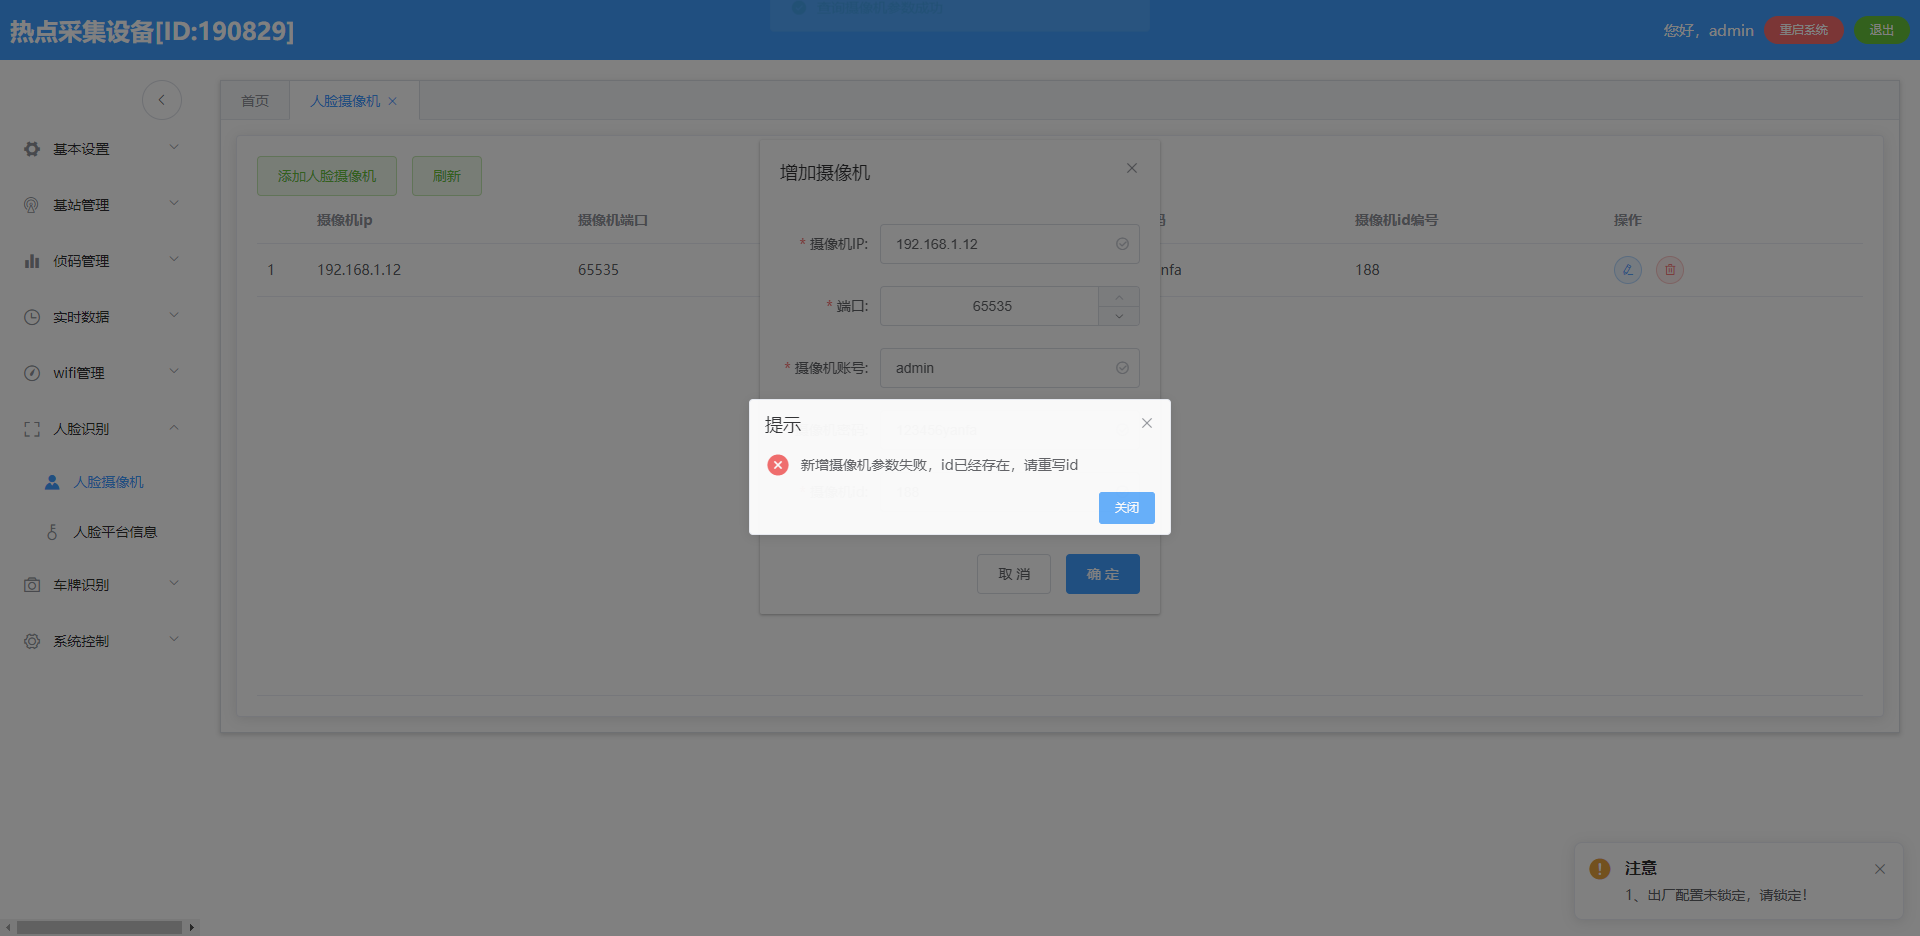 热点采集设备[ID:190829]
您好，admin
重启系统
退出
首页
人脸摄像机
基本设置
基站管理
侦码管理
实时数据
wifi管理
人脸识别
人脸摄像机
人脸平台信息
车牌识别
系统控制
添加人脸摄像机
刷新
摄像机ip
摄像机端口
摄像机id编号
操作
1
192.168.1.12
65535
nfa
188
增加摄像机
* 摄像机IP:
192.168.1.12
* 端口:
65535
* 摄像机账号:
admin
提示
新增摄像机参数失败，id已经存在，请重写id
关闭
取 消
确 定
注意
1、出厂配置未锁定，请锁定!